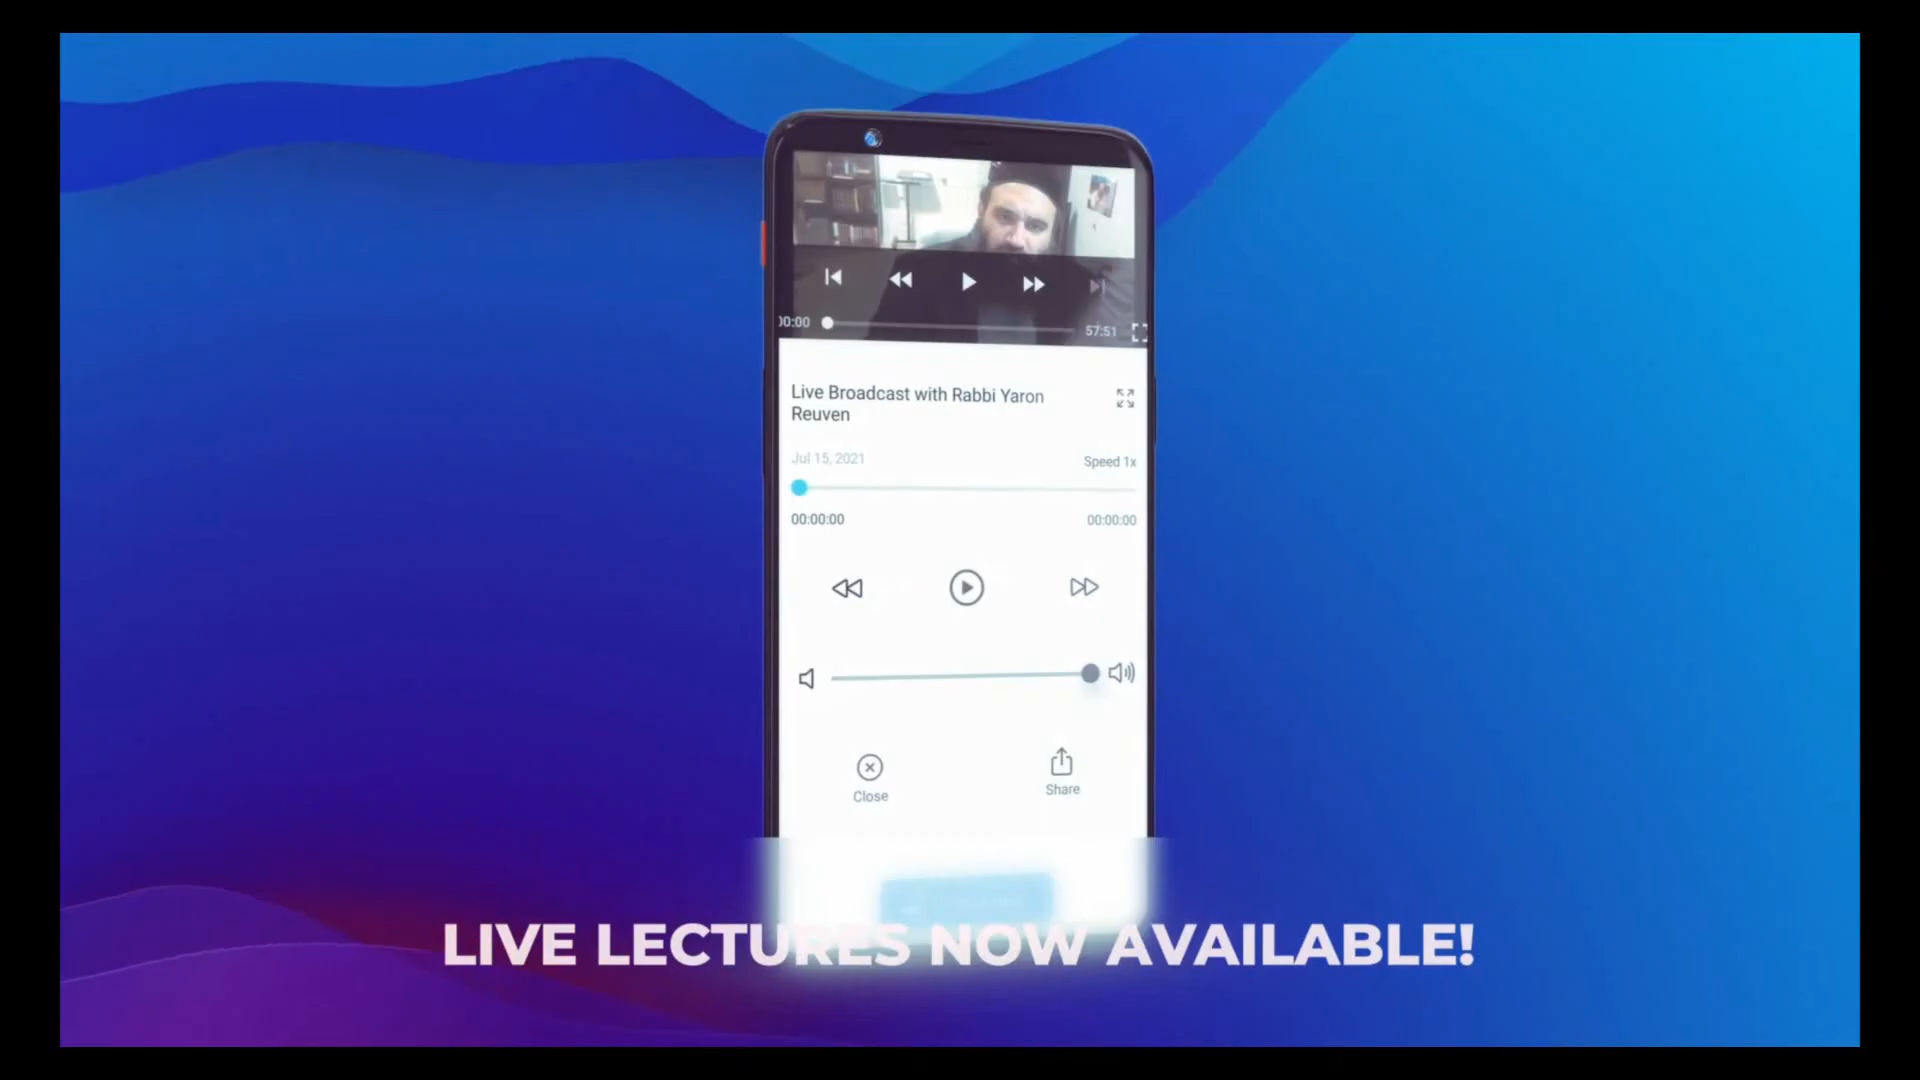 00:00
57:51
Live Broadcast with Rabbi Yaron
Reuven
Jul 15, 2021
Speed 1x
00:00:00
00:00:00
Close
Share
LIVE LECTURES NOW AVAILABLE!